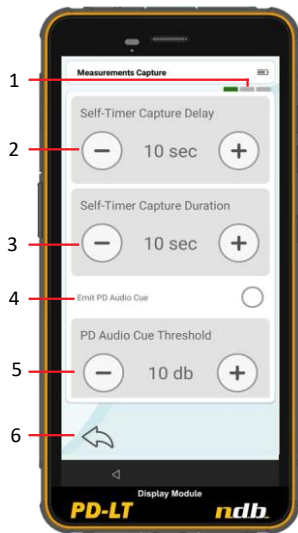 Measurements Capture
1
Self-Timer Capture Delay
2
10 sec
Self-Timer Capture Duration
3
10 sec
4
Emit PD Audio Cue
PD Audio Cue Threshold
5
10 db
6
Display Module
PD-LT
ndb